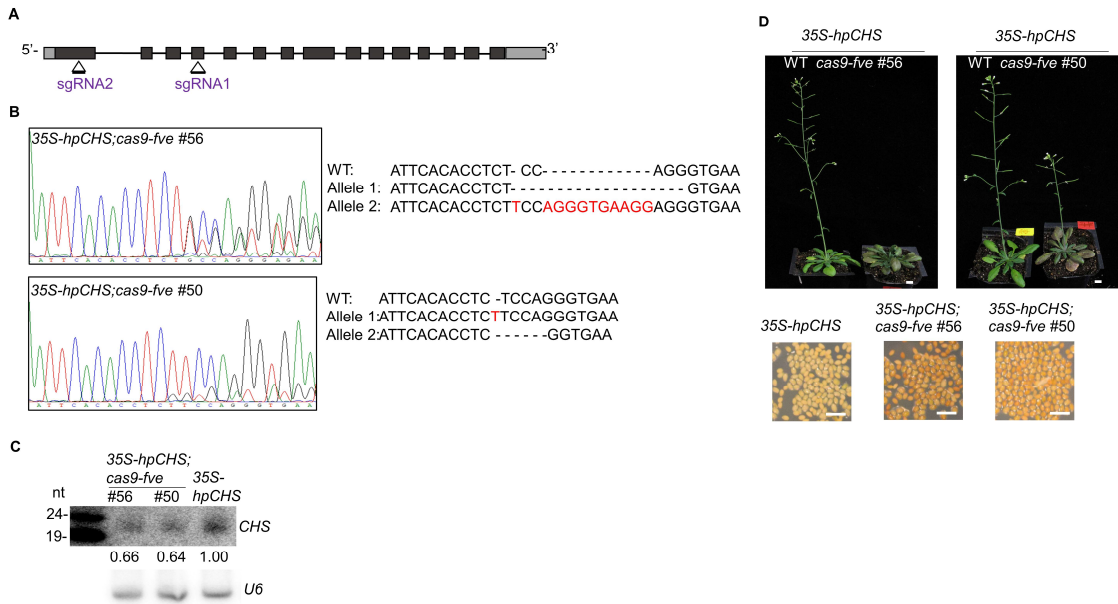 A
5'-
-3'
sgRNA2
sgRNA1
B
35S-hpCHS;cas9-fve #56
ATTCACACCTCTGCCAGGGAGAA
WT: ATTCACACCTCT- CC- - - - - - - - - - - -AGGGTGAA
Allele 1: ATTCACACCTCT- - - - - - - - - - - - - - - - - -GTGAA
Allele 2: ATTCACACCTCTTCCAGGGTGAAGGAGGGTGAA
35S-hpCHS;cas9-fve #50
ATTCACACCTCTTCCAGGGTGAA
WT: ATTCACACCTC -TCCAGGGTGAA
Allele 1:ATTCACACCTCTTCCAGGGTGAA
Allele 2:ATTCACACCTC - - - - - -GGTGAA
C
35S-hpCHS;
cas9-fve
35S-
hpCHS
nt
#56
#50
24-
19-
CHS
0.66 0.64 1.00
U6
D
35S-hpCHS
WT cas9-fve #56
35S-hpCHS
WT cas9-fve #50
35S-hpCHS
35S-hpCHS;
cas9-fve #56
35S-hpCHS;
cas9-fve #50